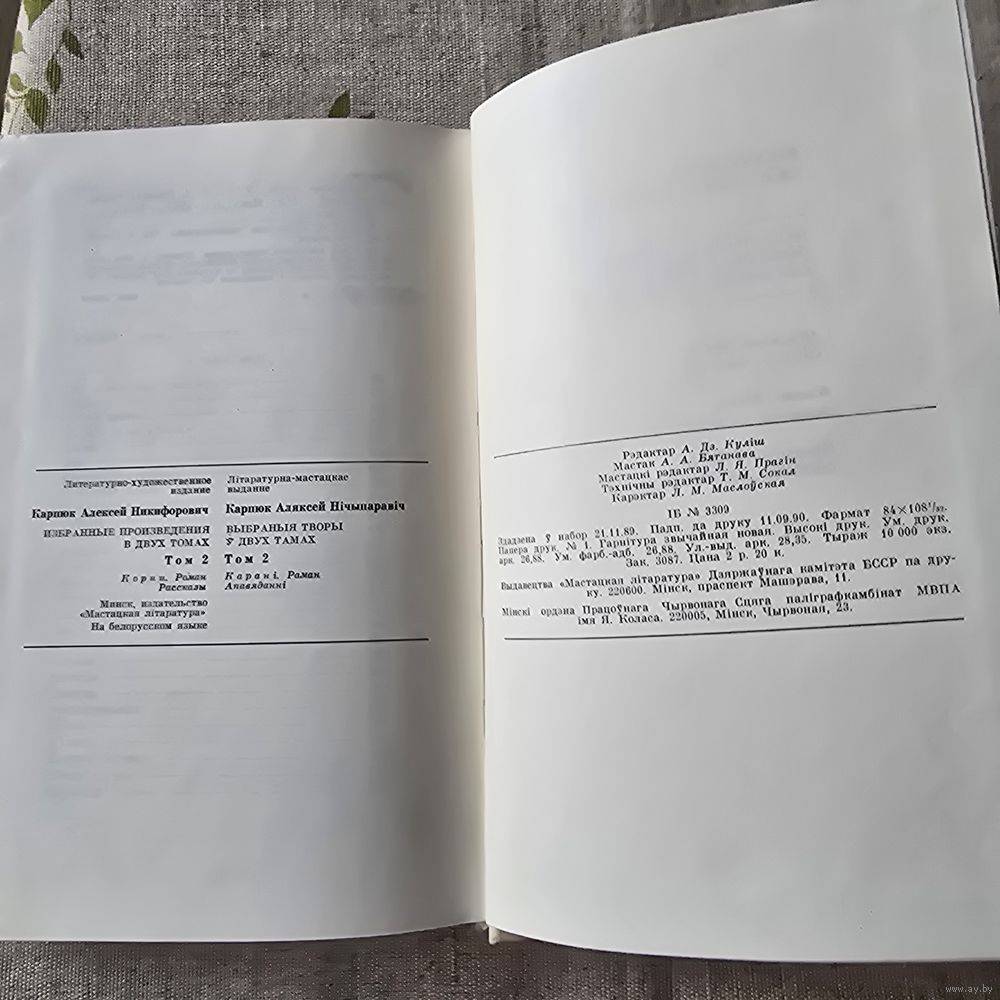 Литературно-художественное
издание
Карпюк Алексей Никифорович
ИЗБРАННЫЕ ПРОИЗВЕДЕНИЯ
В ДВУХ ТОМАХ
Том 2
Корни. Роман
Рассказы
Минск, издательство
«Мастацкая літаратура»
На белорусском языке
Літаратурна-мастацкае
выданне
Карпюк Аляксей Нічыпаравіч
ВЫБРАНЫЯ ТВОРЫ
Ў ДВУХ ТАМАХ
Том 2
Карані. Раман
Апавяданні
Рэдактар А. Дз. Куліш
Мастак А. А. Бятанава
Мастацкі рэдактар Л. Я. Прагін
Тэхнічны рэдактар Т. М. Сокал
Карэктар Л. М. Маслоўская
ІБ № 3309
Здадзена ў набор 21.11.89. Падп. да друку 11.09.90. Фармат 84×108¹/₃₂.
Папера друк. № 1. Гарнітура звычайная новая. Высокі друк. Ум. друк.
арк. 26,88. Ум. фарб.-адб. 26,88. Ул.-выд. арк. 28,35. Тыраж 10 000 экз.
Зак. 3087. Цана 2 р. 20 к.
Выдавецтва «Мастацкая літаратура» Дзяржаўнага камітэта БССР па дру-
ку. 220600. Мінск, праспект Машэрава, 11.
Мінскі ордэна Працоўнага Чырвонага Сцяга паліграфкамбінат МВПА
імя Я. Коласа. 220005, Мінск, Чырвоная, 23.
www.ay.by